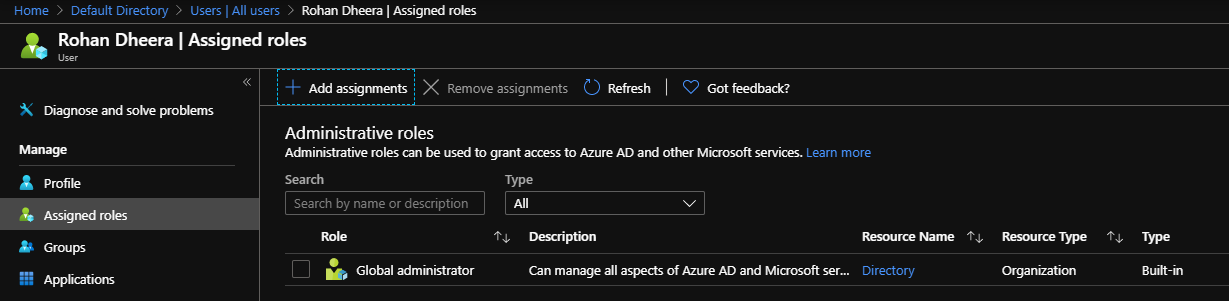 Home > Default Directory > Users | All users > Rohan Dheera | Assigned roles
Rohan Dheera | Assigned roles
User
«
Diagnose and solve problems
Manage
Profile
Assigned roles
Groups
Applications
+ Add assignments Remove assignments Refresh | Got feedback?
Administrative roles
Administrative roles can be used to grant access to Azure AD and other Microsoft services. Learn more
Search Type
Search by name or description All
Role Description Resource Name Resource Type Type
Global administrator Can manage all aspects of Azure AD and Microsoft ser... Directory Organization Built-in